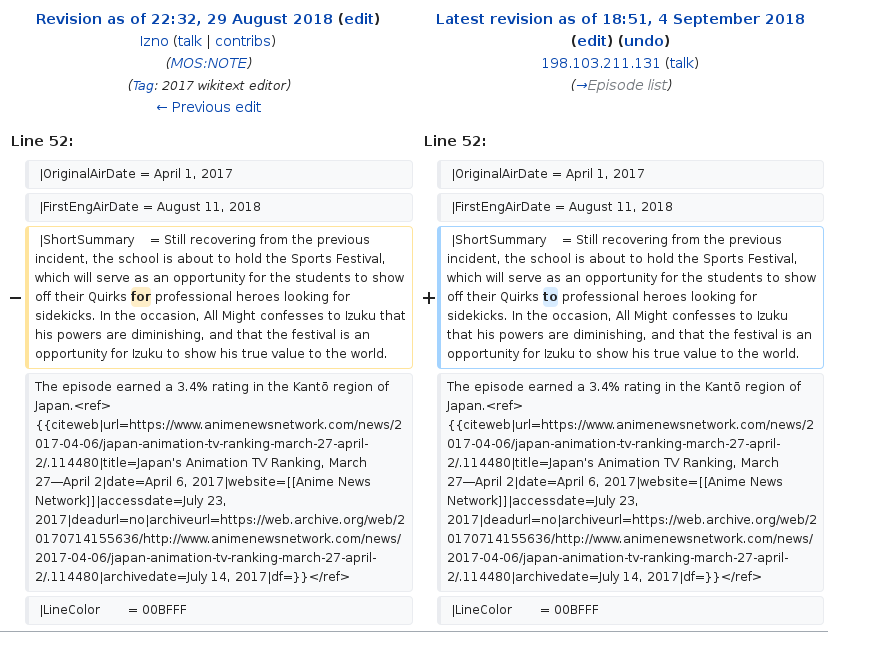 Revision as of 22:32, 29 August 2018 (edit)
Izno (talk | contribs)
(MOS:NOTE)
(Tag: 2017 wikitext editor)
← Previous edit
Latest revision as of 18:51, 4 September 2018
(edit) (undo)
198.103.211.131 (talk)
(→Episode list)
Line 52:
|OriginalAirDate = April 1, 2017
|FirstEngAirDate = August 11, 2018
− |ShortSummary    = Still recovering from the previous
incident, the school is about to hold the Sports Festival,
which will serve as an opportunity for the students to show
off their Quirks for professional heroes looking for
sidekicks. In the occasion, All Might confesses to Izuku that
his powers are diminishing, and that the festival is an
opportunity for Izuku to show his true value to the world.
The episode earned a 3.4% rating in the Kantō region of
Japan.<ref>
{{citeweb|url=https://www.animenewsnetwork.com/news/2
017-04-06/japan-animation-tv-ranking-march-27-april-
2/.114480|title=Japan's Animation TV Ranking, March
27—April 2|date=April 6, 2017|website=[[Anime News
Network]]|accessdate=July 23,
2017|deadurl=no|archiveurl=https://web.archive.org/web/2
0170714155636/http://www.animenewsnetwork.com/news/
2017-04-06/japan-animation-tv-ranking-march-27-april-
2/.114480|archivedate=July 14, 2017|df=}}</ref>
|LineColor       = 00BFFF
Line 52:
|OriginalAirDate = April 1, 2017
|FirstEngAirDate = August 11, 2018
+ |ShortSummary    = Still recovering from the previous
incident, the school is about to hold the Sports Festival,
which will serve as an opportunity for the students to show
off their Quirks to professional heroes looking for
sidekicks. In the occasion, All Might confesses to Izuku
that his powers are diminishing, and that the festival is an
opportunity for Izuku to show his true value to the world.
The episode earned a 3.4% rating in the Kantō region of
Japan.<ref>
{{citeweb|url=https://www.animenewsnetwork.com/news/2
017-04-06/japan-animation-tv-ranking-march-27-april-
2/.114480|title=Japan's Animation TV Ranking, March
27—April 2|date=April 6, 2017|website=[[Anime News
Network]]|accessdate=July 23,
2017|deadurl=no|archiveurl=https://web.archive.org/web/2
0170714155636/http://www.animenewsnetwork.com/news/
2017-04-06/japan-animation-tv-ranking-march-27-april-
2/.114480|archivedate=July 14, 2017|df=}}</ref>
|LineColor       = 00BFFF